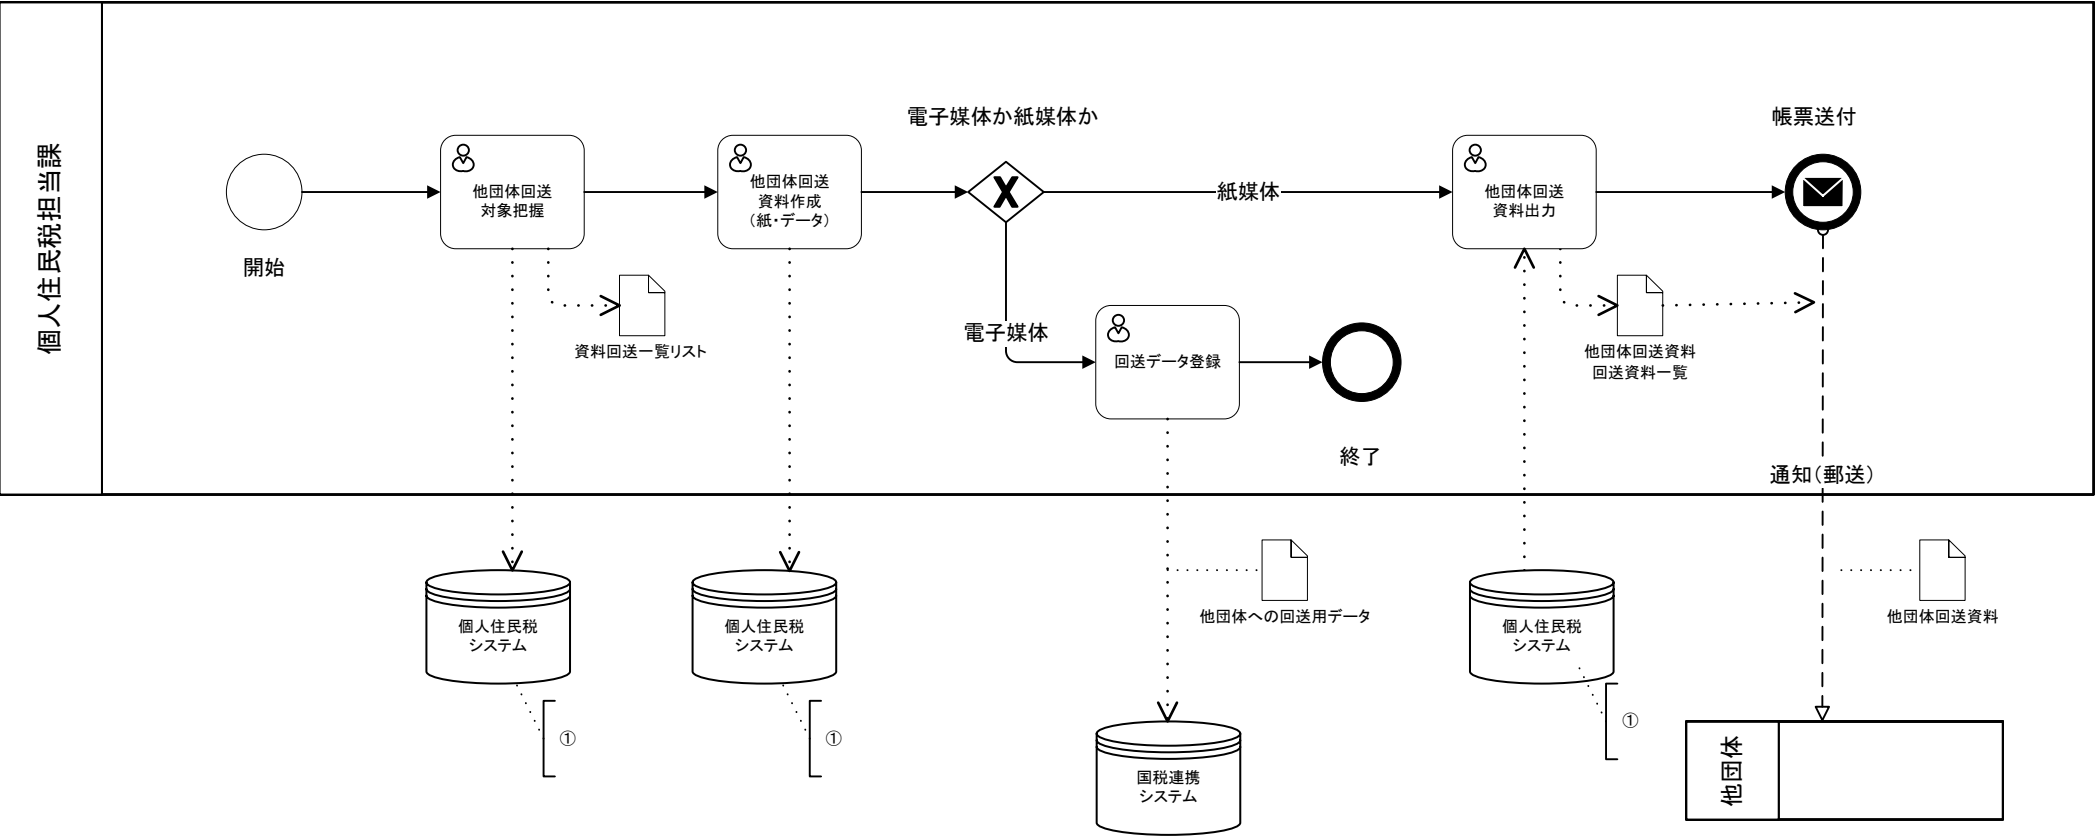 個人住民税担当課
開始
他団体回送
対象把握
資料回送一覧リスト
他団体回送
資料作成
（紙・データ）
電子媒体か紙媒体か
紙媒体
電子媒体
回送データ登録
終了
他団体回送
資料出力
他団体回送資料
回送資料一覧
帳票送付
通知（郵送）
個人住民税
システム
①
個人住民税
システム
①
他団体への回送用データ
国税連携
システム
個人住民税
システム
①
他団体回送資料
他団体